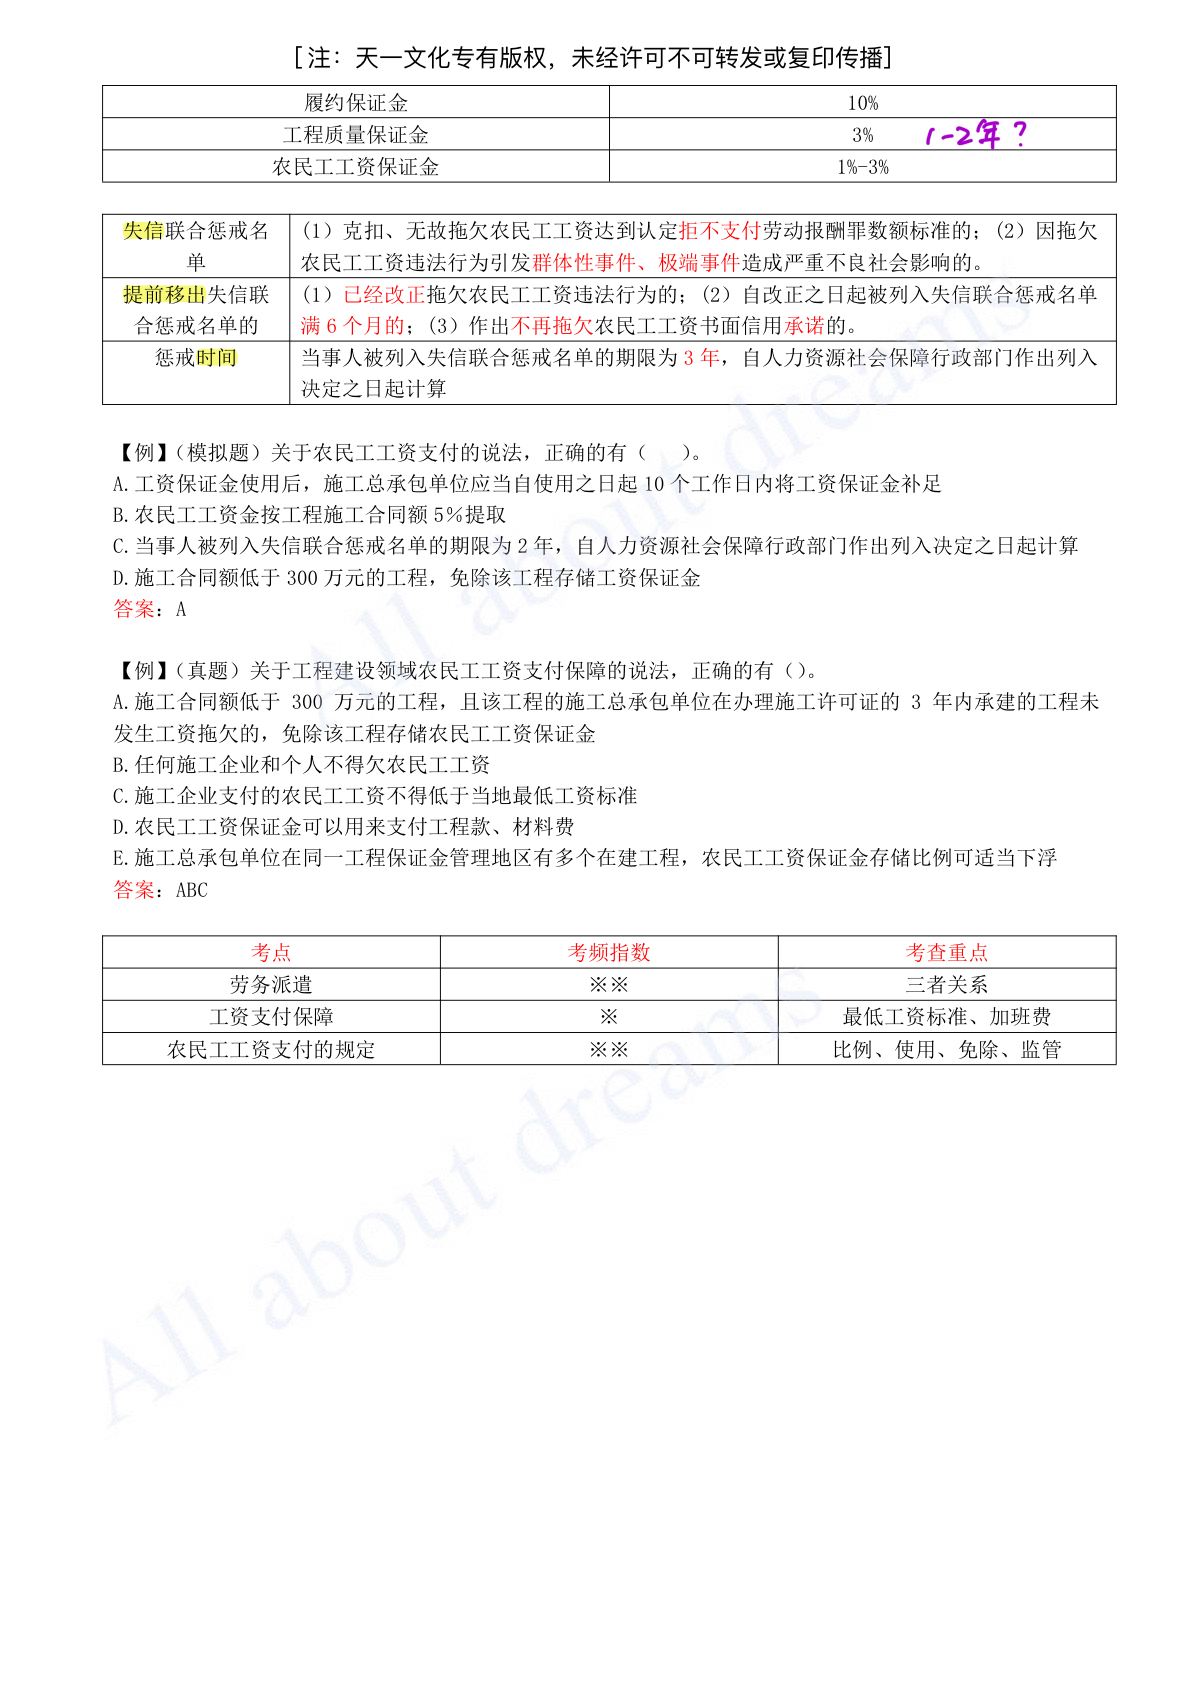 [注：天一文化专有版权，未经许可不可转发或复印传播]
履约保证金 10%
工程质量保证金 3% 1-2年？
农民工工资保证金 1%-3%
失信联合惩戒名单 (1）克扣、无故拖欠农民工工资达到认定拒不支付劳动报酬罪数额标准的；(2）因拖欠
农民工工资违法行为引发群体性事件、极端事件造成严重不良社会影响的。
提前移出失信联合惩戒名单的 (1）已经改正拖欠农民工工资违法行为的；(2）自改正之日起被列入失信联合惩戒名单
满 6 个月的；(3）作出不再拖欠农民工工资书面信用承诺的。
惩戒时间 当事人被列入失信联合惩戒名单的期限为 3 年，自人力资源社会保障行政部门作出列入
决定之日起计算
【例】（模拟题）关于农民工工资支付的说法，正确的有（ ）。
A.工资保证金使用后，施工总承包单位应当自使用之日起 10 个工作日内将工资保证金补足
B.农民工工资金按工程施工合同额 5％提取
C.当事人被列入失信联合惩戒名单的期限为 2 年，自人力资源社会保障行政部门作出列入决定之日起计算
D.施工合同额低于 300 万元的工程，免除该工程存储工资保证金
答案：A
【例】（真题）关于工程建设领域农民工工资支付保障的说法，正确的有（）。
A.施工合同额低于 300 万元的工程，且该工程的施工总承包单位在办理施工许可证的 3 年内承建的工程未
发生工资拖欠的，免除该工程存储农民工工资保证金
B.任何施工企业和个人不得欠农民工工资
C.施工企业支付的农民工工资不得低于当地最低工资标准
D.农民工工资保证金可以用来支付工程款、材料费
E.施工总承包单位在同一工程保证金管理地区有多个在建工程，农民工工资保证金存储比例可适当下浮
答案：ABC
考点 考频指数 考查重点
劳务派遣 ※※ 三者关系
工资支付保障 ※ 最低工资标准、加班费
农民工工资支付的规定 ※※ 比例、使用、免除、监管
All about dreams
All about dreams